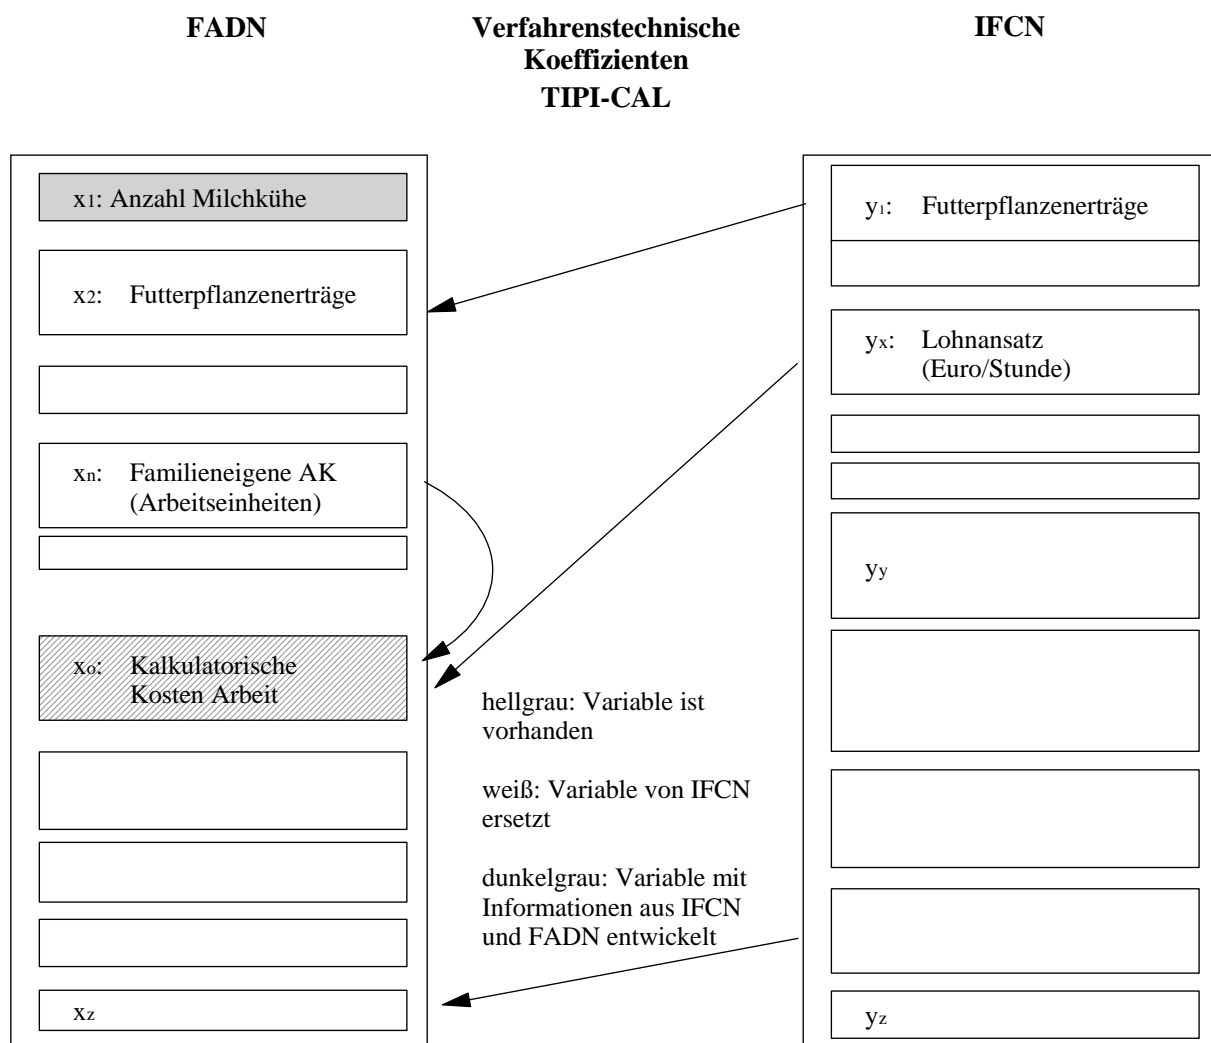 FADN
Verfahrenstechnische
Koeffizienten
TIPI-CAL
IFCN
x1: Anzahl Milchkühe
x2: Futterpflanzenerträge
xn: Familieneigene AK
(Arbeitseinheiten)
xo: Kalkulatorische
Kosten Arbeit
xz
hellgrau: Variable ist
vorhanden
weiß: Variable von IFCN
ersetzt
dunkelgrau: Variable mit
Informationen aus IFCN
und FADN entwickelt
y1: Futterpflanzenerträge
yx: Lohnansatz
(Euro/Stunde)
yy
yz